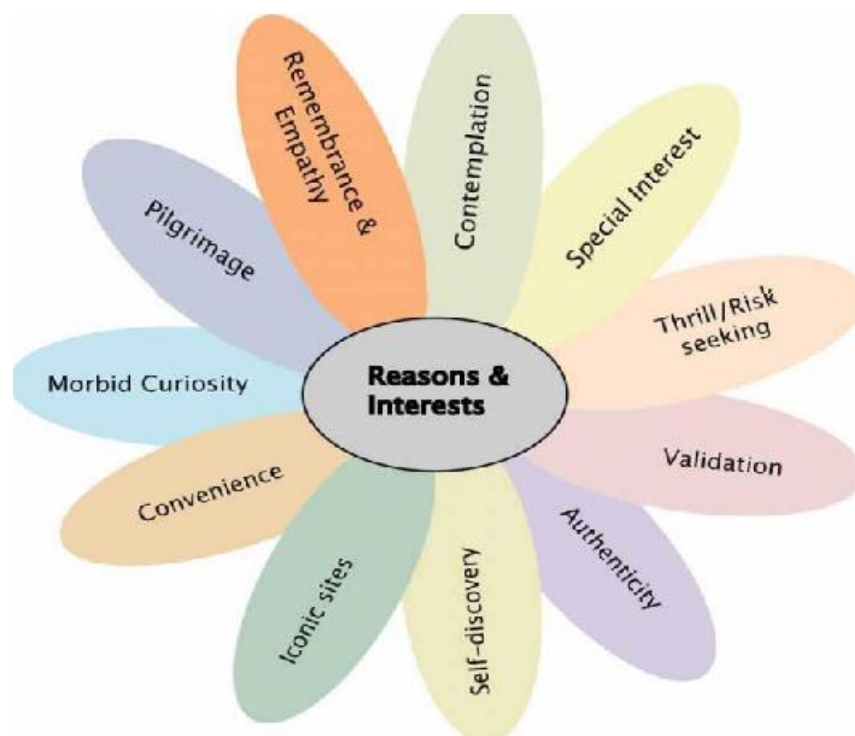 Remembrance &
Empathy
Contemplation
Special Interest
Thrill/Risk
seeking
Validation
Authenticity
Self-discovery
Iconic sites
Convenience
Morbid Curiosity
Pilgrimage
Reasons &
Interests